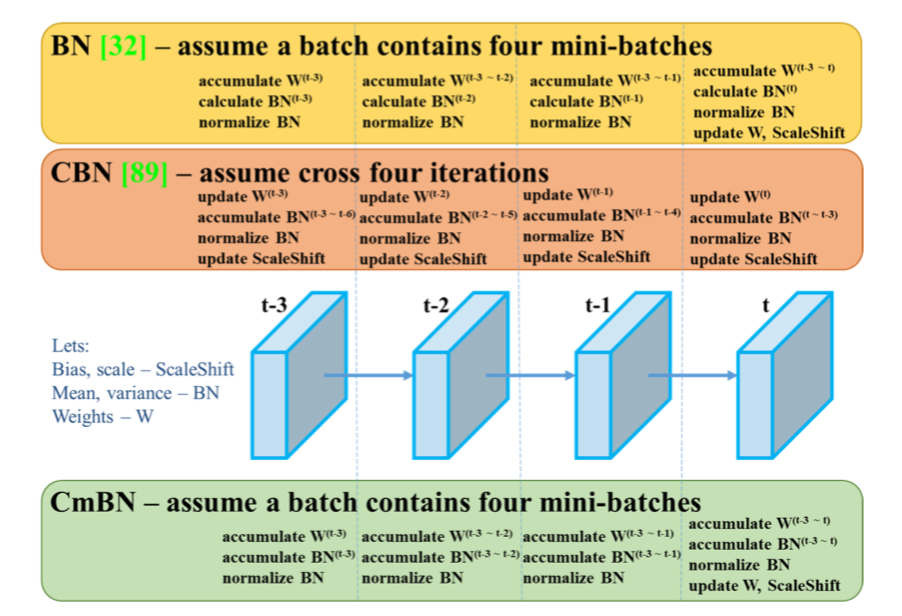 BN [32] – assume a batch contains four mini-batches
accumulate W(t-3)
calculate BN(t-3)
normalize BN
accumulate W(t-3 ~ t-2)
calculate BN(t-2)
normalize BN
accumulate W(t-3 ~ t-1)
calculate BN(t-1)
normalize BN
accumulate W(t-3 ~ t)
calculate BN(t)
normalize BN
update W, ScaleShift
CBN [89] – assume cross four iterations
update W(t-3)
accumulate BN(t-3 ~ t-6)
normalize BN
update ScaleShift
update W(t-2)
accumulate BN(t-2 ~ t-5)
normalize BN
update ScaleShift
update W(t-1)
accumulate BN(t-1 ~ t-4)
normalize BN
update ScaleShift
update W(t)
accumulate BN(t ~ t-3)
normalize BN
update ScaleShift
t-3
t-2
t-1
t
Lets:
Bias, scale – ScaleShift
Mean, variance – BN
Weights – W
CmBN – assume a batch contains four mini-batches
accumulate W(t-3)
accumulate BN(t-3)
normalize BN
accumulate W(t-3 ~ t-2)
accumulate BN(t-3 ~ t-2)
normalize BN
accumulate W(t-3 ~ t-1)
accumulate BN(t-3 ~ t-1)
normalize BN
accumulate W(t-3 ~ t)
accumulate BN(t-3 ~ t)
normalize BN
update W, ScaleShift